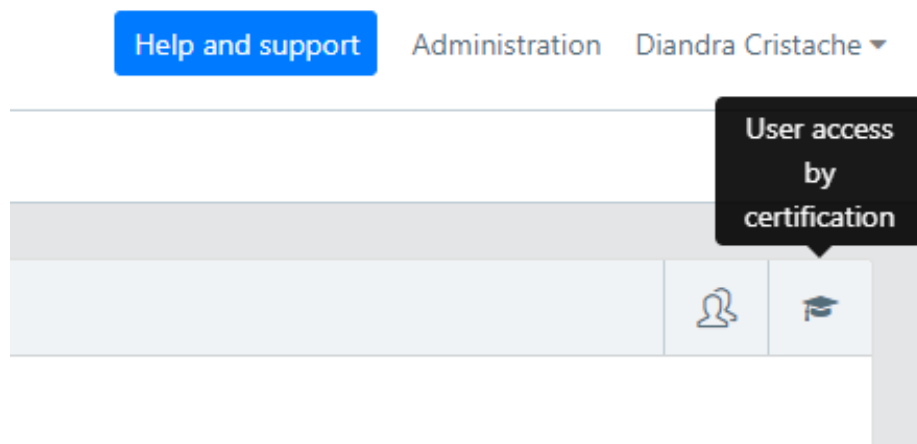 Help and support Administration Diandra Cristache
User access
by
certification